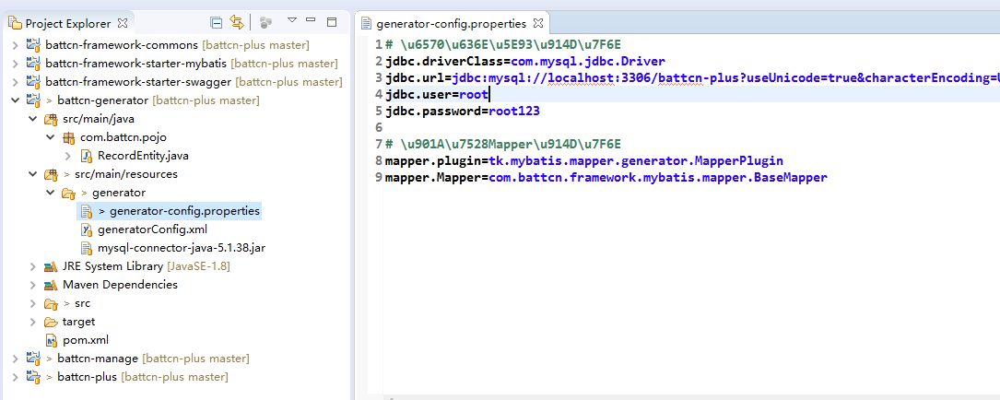 Project Explorer
battcn-framework-commons [battcn-plus master]
battcn-framework-starter-mybatis [battcn-plus master]
battcn-framework-starter-swagger [battcn-plus master]
> battcn-generator [battcn-plus master]
src/main/java
com.battcn.pojo
RecordEntity.java
> src/main/resources
> generator
> generator-config.properties
generatorConfig.xml
mysql-connector-java-5.1.38.jar
JRE System Library [JavaSE-1.8]
Maven Dependencies
> src
target
pom.xml
> battcn-manage [battcn-plus master]
> battcn-plus [battcn-plus master]
generator-config.properties
1 # \u6570\u636E\u5E93\u914D\u7F6E
2 jdbc.driverClass=com.mysql.jdbc.Driver
3 jdbc.url=jdbc:mysql://localhost:3306/battcn-plus?useUnicode=true&characterEncoding=U
4 jdbc.user=root
5 jdbc.password=root123
6
7 # \u901A\u7528Mapper\u914D\u7F6E
8 mapper.plugin=tk.mybatis.mapper.generator.MapperPlugin
9 mapper.Mapper=com.battcn.framework.mybatis.mapper.BaseMapper